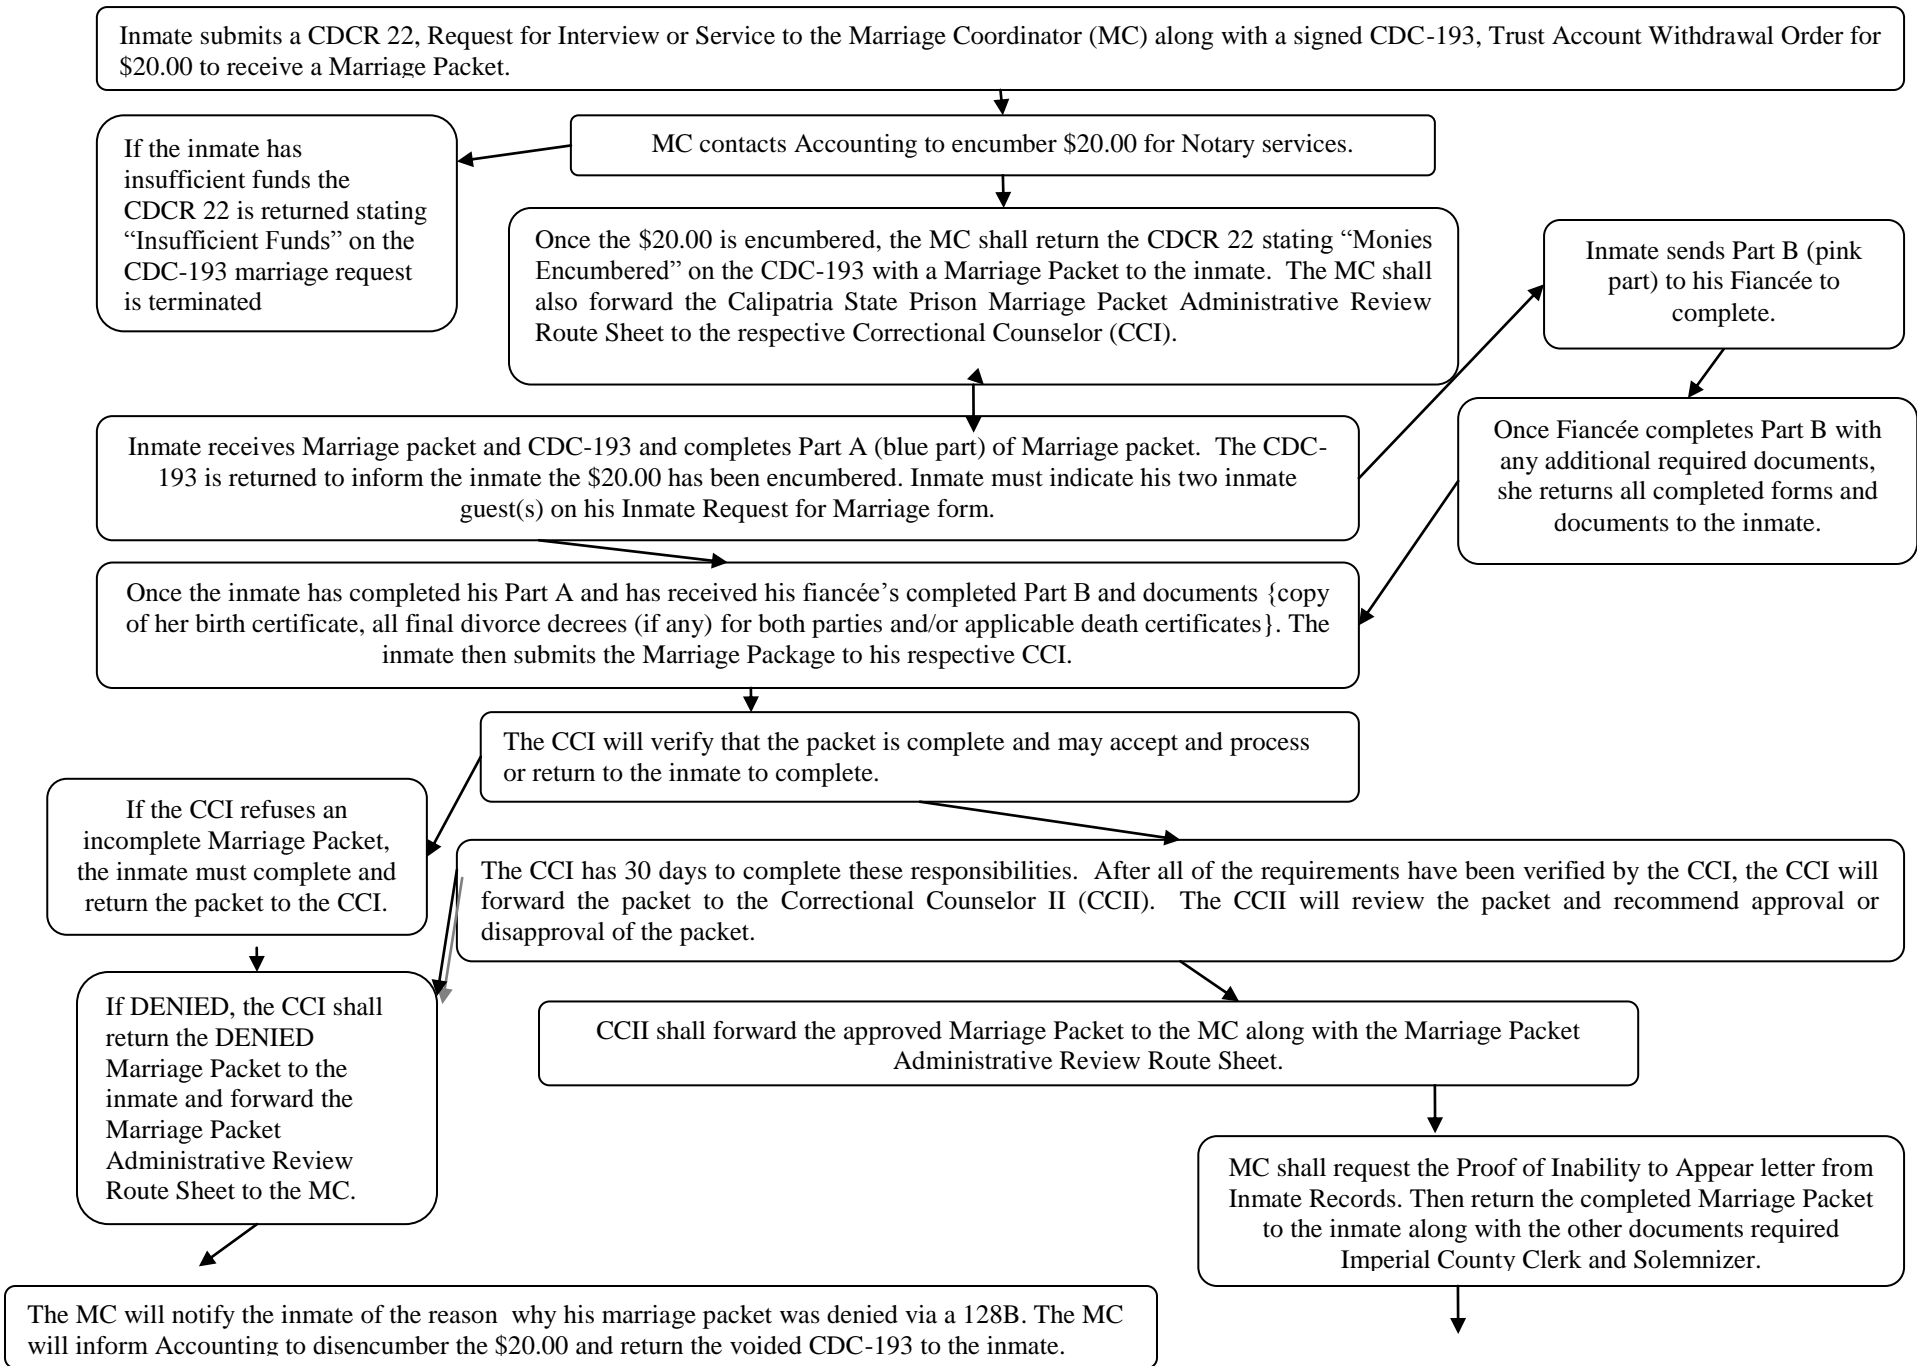 Inmate submits a CDCR 22, Request for Interview or Service to the Marriage Coordinator (MC) along with a signed CDC-193, Trust Account Withdrawal Order for
$20.00 to receive a Marriage Packet.
MC contacts Accounting to encumber $20.00 for Notary services.
If the inmate has
insufficient funds the
CDCR 22 is returned stating
“Insufficient Funds” on the
CDC-193 marriage request
is terminated
Once the $20.00 is encumbered, the MC shall return the CDCR 22 stating “Monies
Encumbered” on the CDC-193 with a Marriage Packet to the inmate. The MC shall
also forward the Calipatria State Prison Marriage Packet Administrative Review
Route Sheet to the respective Correctional Counselor (CCI).
Inmate sends Part B (pink
part) to his Fiancée to
complete.
Inmate receives Marriage packet and CDC-193 and completes Part A (blue part) of Marriage packet. The CDC-
193 is returned to inform the inmate the $20.00 has been encumbered. Inmate must indicate his two inmate
guest(s) on his Inmate Request for Marriage form.
Once Fiancée completes Part B with
any additional required documents,
she returns all completed forms and
documents to the inmate.
Once the inmate has completed his Part A and has received his fiancée’s completed Part B and documents {copy
of her birth certificate, all final divorce decrees (if any) for both parties and/or applicable death certificates}. The
inmate then submits the Marriage Package to his respective CCI.
The CCI will verify that the packet is complete and may accept and process
or return to the inmate to complete.
If the CCI refuses an
incomplete Marriage Packet,
the inmate must complete and
return the packet to the CCI.
The CCI has 30 days to complete these responsibilities. After all of the requirements have been verified by the CCI, the CCI will
forward the packet to the Correctional Counselor II (CCII). The CCII will review the packet and recommend approval or
disapproval of the packet.
If DENIED, the CCI shall
return the DENIED
Marriage Packet to the
inmate and forward the
Marriage Packet
Administrative Review
Route Sheet to the MC.
CCII shall forward the approved Marriage Packet to the MC along with the Marriage Packet
Administrative Review Route Sheet.
MC shall request the Proof of Inability to Appear letter from
Inmate Records. Then return the completed Marriage Packet
to the inmate along with the other documents required
Imperial County Clerk and Solemnizer.
The MC will notify the inmate of the reason why his marriage packet was denied via a 128B. The MC
will inform Accounting to disencumber the $20.00 and return the voided CDC-193 to the inmate.